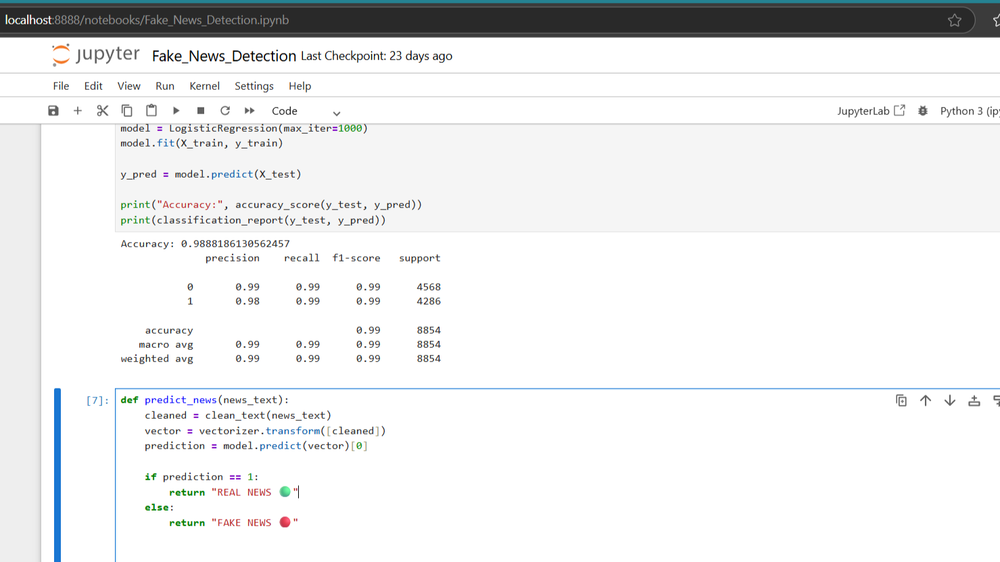 localhost:8888/notebooks/Fake_News_Detection.ipynb
jupyter Fake_News_Detection Last Checkpoint: 23 days ago
File Edit View Run Kernel Settings Help
Code JupyterLab Python 3 (ipy
model = LogisticRegression(max_iter=1000)
model.fit(X_train, y_train)
y_pred = model.predict(X_test)
print("Accuracy:", accuracy_score(y_test, y_pred))
print(classification_report(y_test, y_pred))
Accuracy: 0.9888186130562457
precision recall f1-score support
0 0.99 0.99 0.99 4568
1 0.98 0.99 0.99 4286
accuracy 0.99 8854
macro avg 0.99 0.99 0.99 8854
weighted avg 0.99 0.99 0.99 8854
[7]: def predict_news(news_text):
cleaned = clean_text(news_text)
vector = vectorizer.transform([cleaned])
prediction = model.predict(vector)[0]
if prediction == 1:
return "REAL NEWS 🟢"
else:
return "FAKE NEWS 🔴"